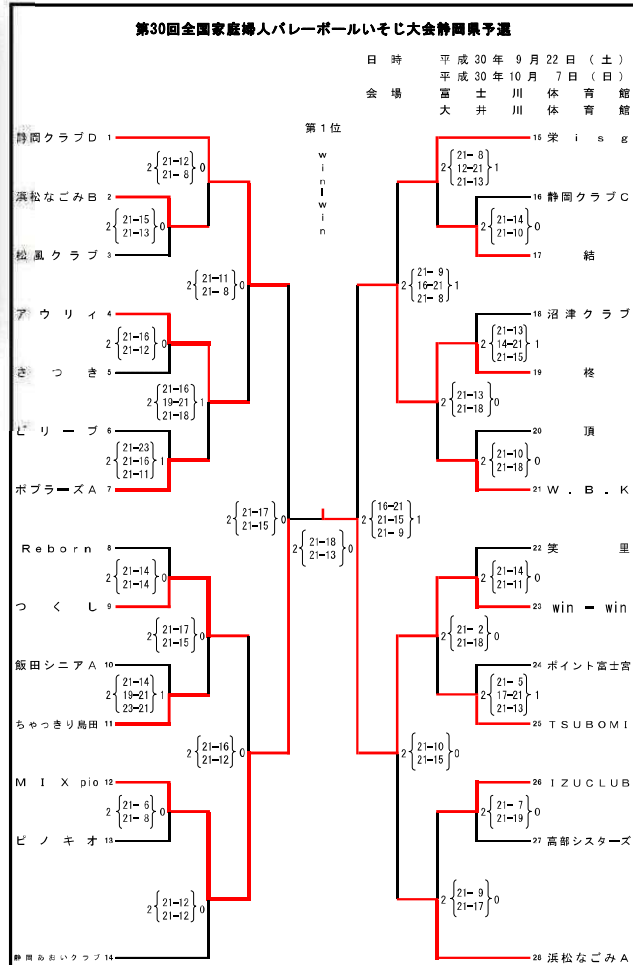 第30回全国家庭婦人バレーボールいそじ大会静岡県予選
日 時 平成 30 年 9 月 22 日 ( 土 )
平成 30 年 10 月 7 日 ( 日 )
会 場 富士川体育館
大井川体育館
第1位
win-win
静岡クラブD 1
2 21-12 21-8 0
浜松なごみB 2
2 21-15 21-13 0
松風クラブ 3
2 21-11 21-8 0
アウリィ 4
2 21-16 21-12 0
さつき 5
2 21-16 19-21 21-18 1
ビリーブ 6
2 21-23 21-16 21-11 1
ポプラーズA 7
2 21-17 21-15 0
Reborn 8
2 21-14 21-14 0
つくし 9
2 21-17 21-15 0
飯田シニアA 10
2 21-14 19-21 23-21 1
ちゃっきり島田 11
2 21-16 21-12 0
MIX pio 12
2 21-6 21-8 0
ピノキオ 13
2 21-12 21-12 0
静岡あおいクラブ 14
2 21-18 21-13 0
15 栄isg
2 21-8 12-21 21-13 1
16 静岡クラブC
2 21-14 21-10 0
17 結
2 21-9 16-21 21-8 1
18 沼津クラブ
2 21-13 14-21 21-15 1
19 柊
2 21-13 21-18 0
20 頂
2 21-10 21-18 0
21 W.B.K
2 16-21 21-15 21-9 1
22 笑里
2 21-14 21-11 0
23 win-win
2 21-2 21-18 0
24 ポイント富士宮
2 21-5 17-21 21-13 1
25 TSUBOMI
2 21-10 21-15 0
26 IZUCLUB
2 21-7 21-19 0
27 高部シスターズ
2 21-9 21-17 0
28 浜松なごみA